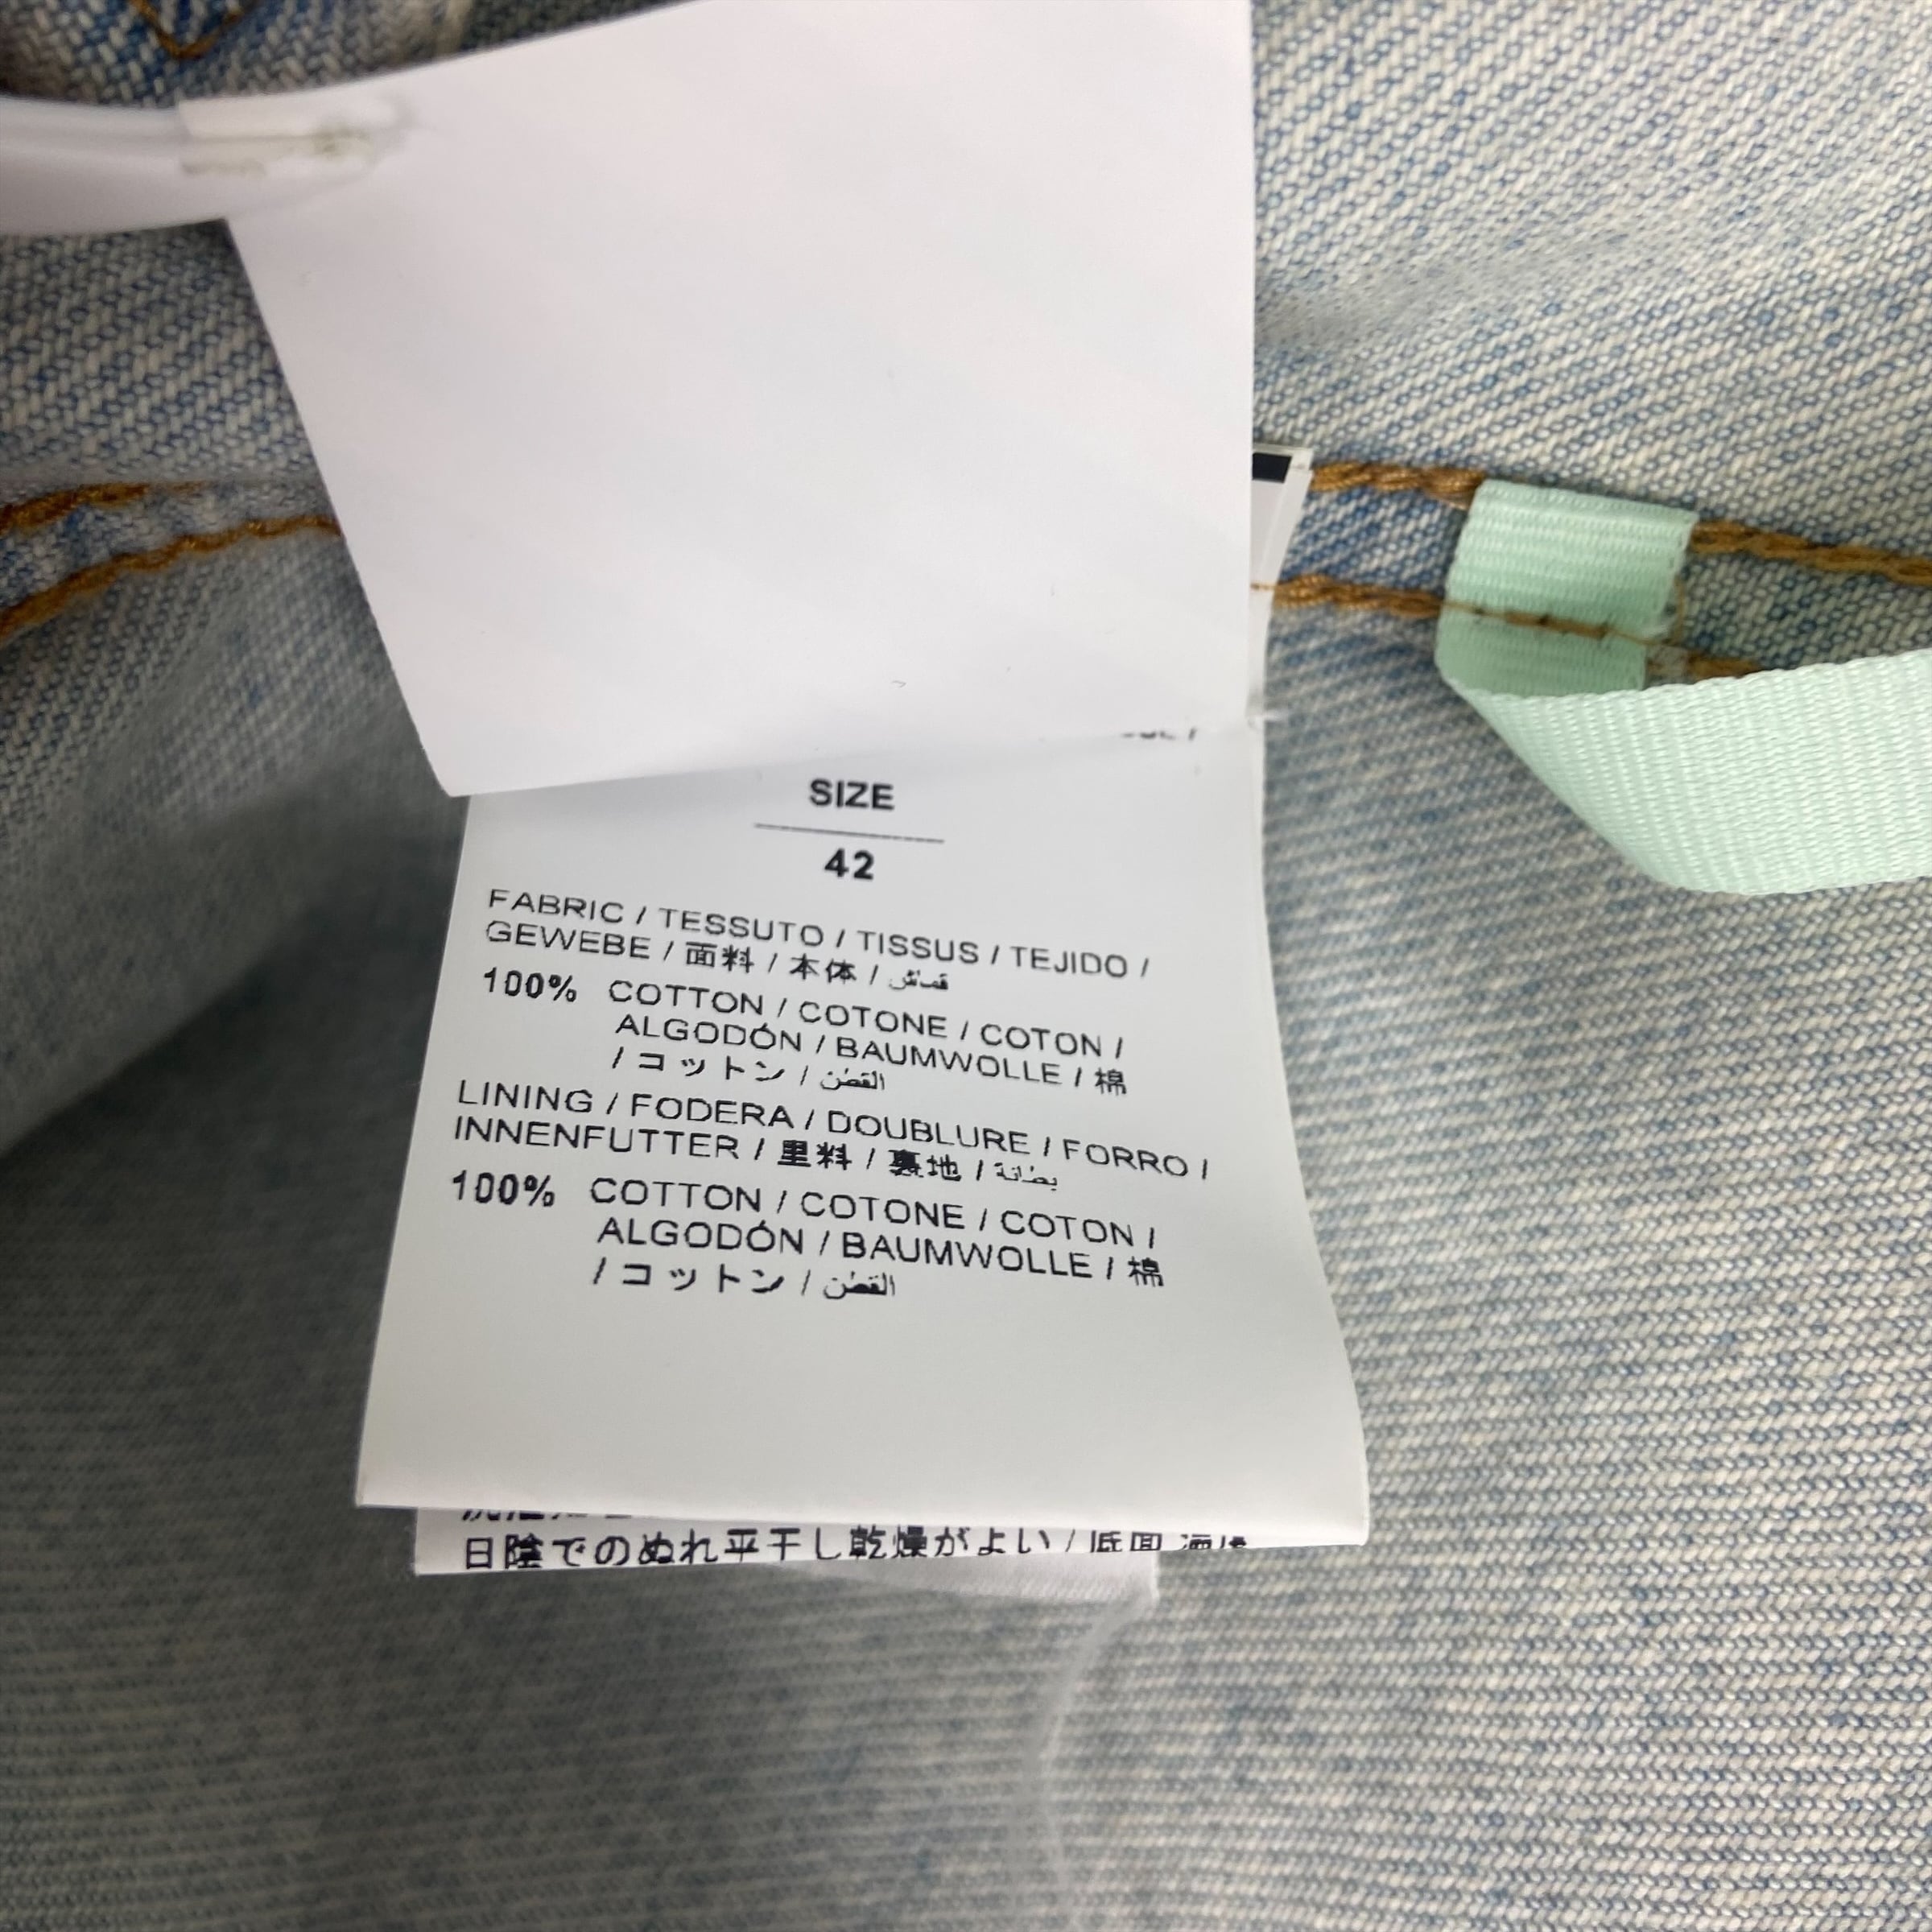 SIZE
42
FABRIC / TESSUTO / TISSUS / TEJIDO /
GEWEBE / 面料 / 本体 / قماش
100% COTTON / COTONE / COTON /
ALGODÓN / BAUMWOLLE / 棉
/ コットン / القطن
LINING / FODERA / DOUBLURE / FORRO /
INNENFUTTER / 里料 / 裏地 / بطانة
100% COTTON / COTONE / COTON /
ALGODÓN / BAUMWOLLE / 棉
/ コットン / القطن
日陰でのぬれ平干し乾燥がよい / 底面